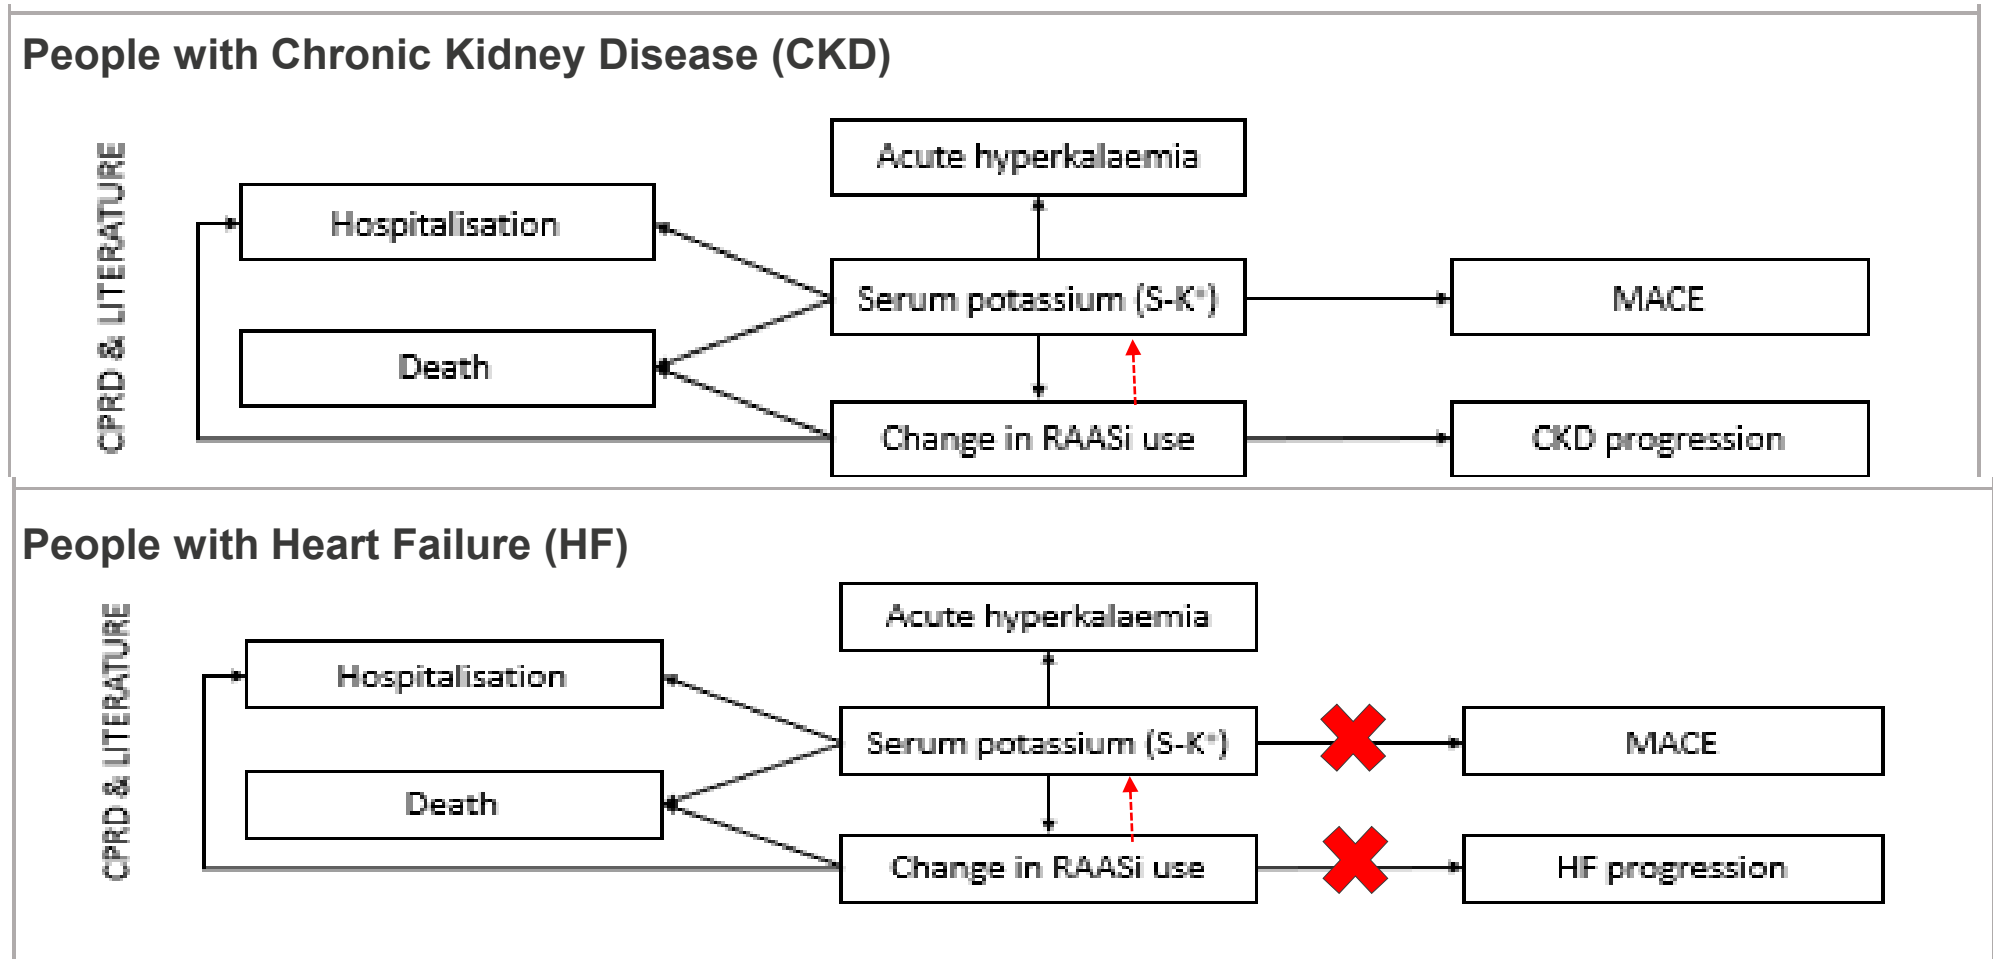 People with Chronic Kidney Disease (CKD)
CPRD & LITERATURE
Acute hyperkalaemia
Hospitalisation
Serum potassium (S-K⁺)
MACE
Death
Change in RAASi use
CKD progression
People with Heart Failure (HF)
CPRD & LITERATURE
Acute hyperkalaemia
Hospitalisation
Serum potassium (S-K⁺)
MACE
Death
Change in RAASi use
HF progression